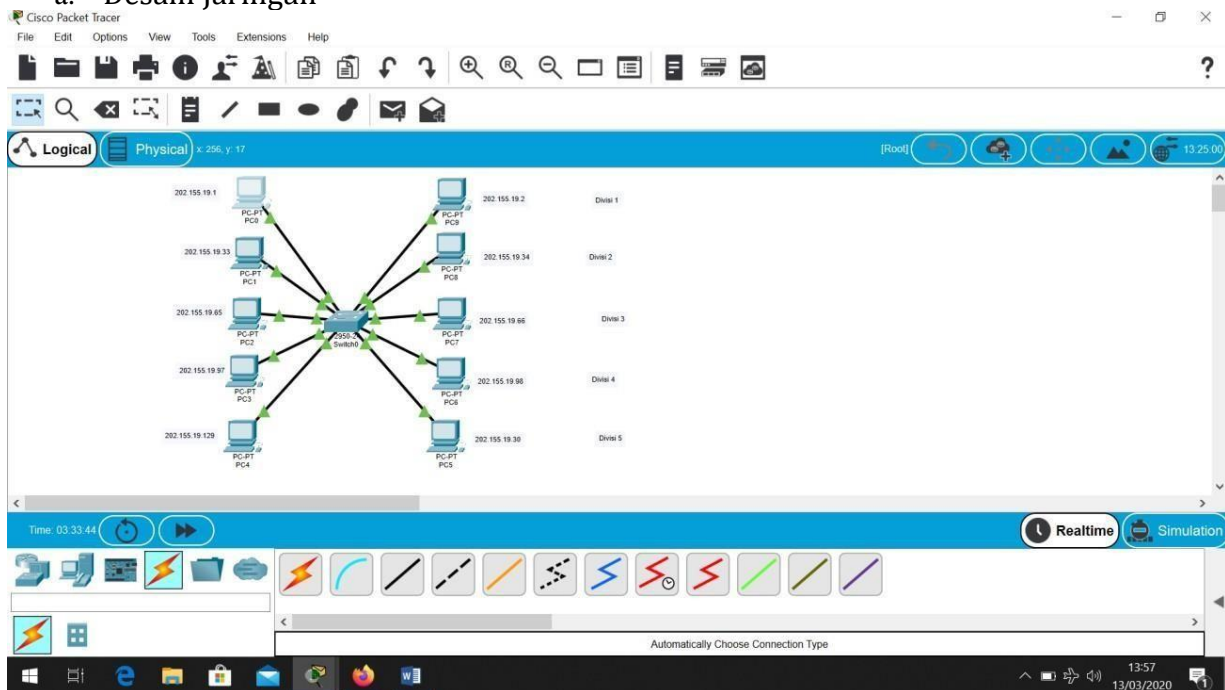 a. Desain Jaringan
Cisco Packet Tracer
File Edit Options View Tools Extensions Help
Logical Physical x: 256, y: 17 [Root] 13:25:00
202.155.19.1 PC-PT PC0 PC-PT PC9 202.155.19.2 Divisi 1
202.155.19.33 PC-PT PC1 PC-PT PC8 202.155.19.34 Divisi 2
202.155.19.65 PC-PT PC2 PC-PT PC7 202.155.19.66 Divisi 3
Switch0
202.155.19.97 PC-PT PC3 PC-PT PC6 202.155.19.98 Divisi 4
202.155.19.129 PC-PT PC4 PC-PT PC5 202.155.19.30 Divisi 5
Time: 03:33:44 Realtime Simulation
Automatically Choose Connection Type
13:57
13/03/2020